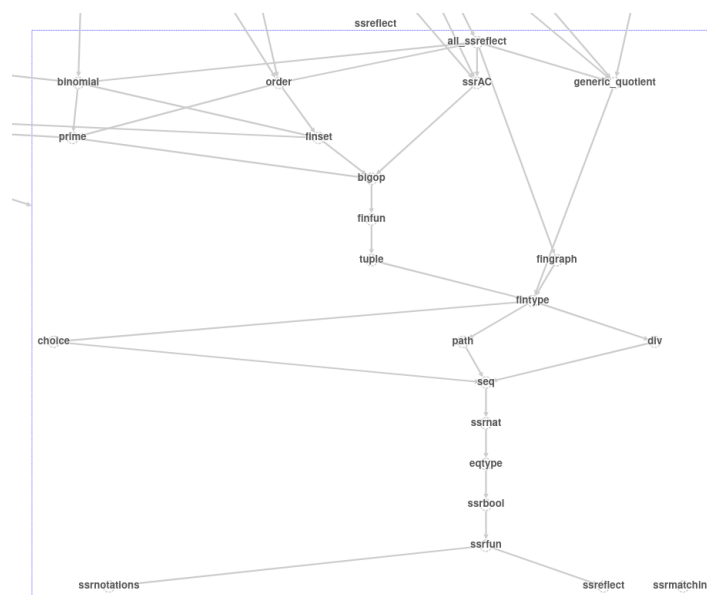 ssreflect
all_ssreflect
binomial order ssrAC generic_quotient
prime finset
bigop
finfun
tuple fingraph
fintype
choice path div
seq
ssrnat
eqtype
ssrbool
ssrfun
ssrnotations ssreflect ssrmatchin